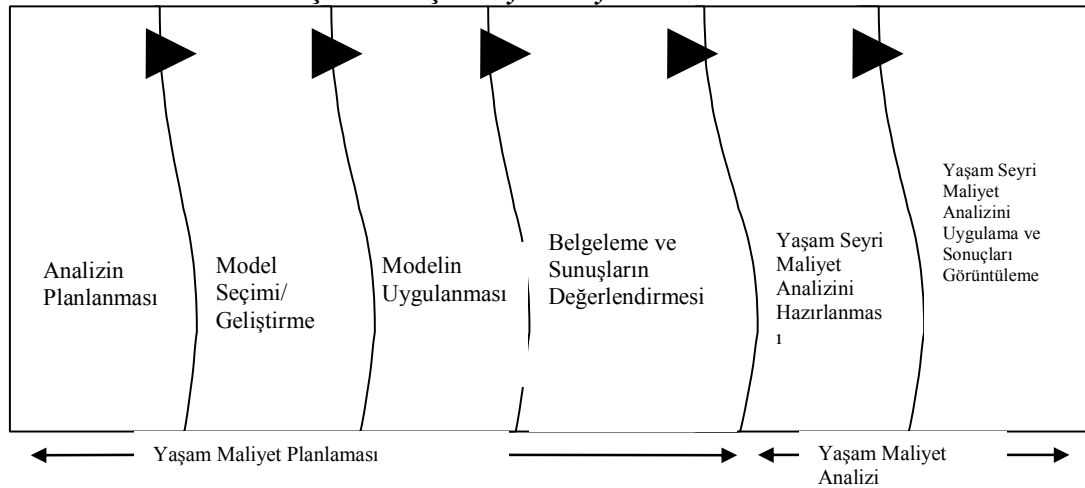 Analizin
Planlanması
Model
Seçimi/
Geliştirme
Modelin
Uygulanması
Belgeleme ve
Sunuşların
Değerlendirmesi
Yaşam Seyri
Maliyet
Analizini
Hazırlanmas
ı
Yaşam Seyri
Maliyet
Analizini
Uygulama ve
Sonuçları
Görüntüleme
Yaşam Maliyet Planlaması
Yaşam Maliyet
Analizi